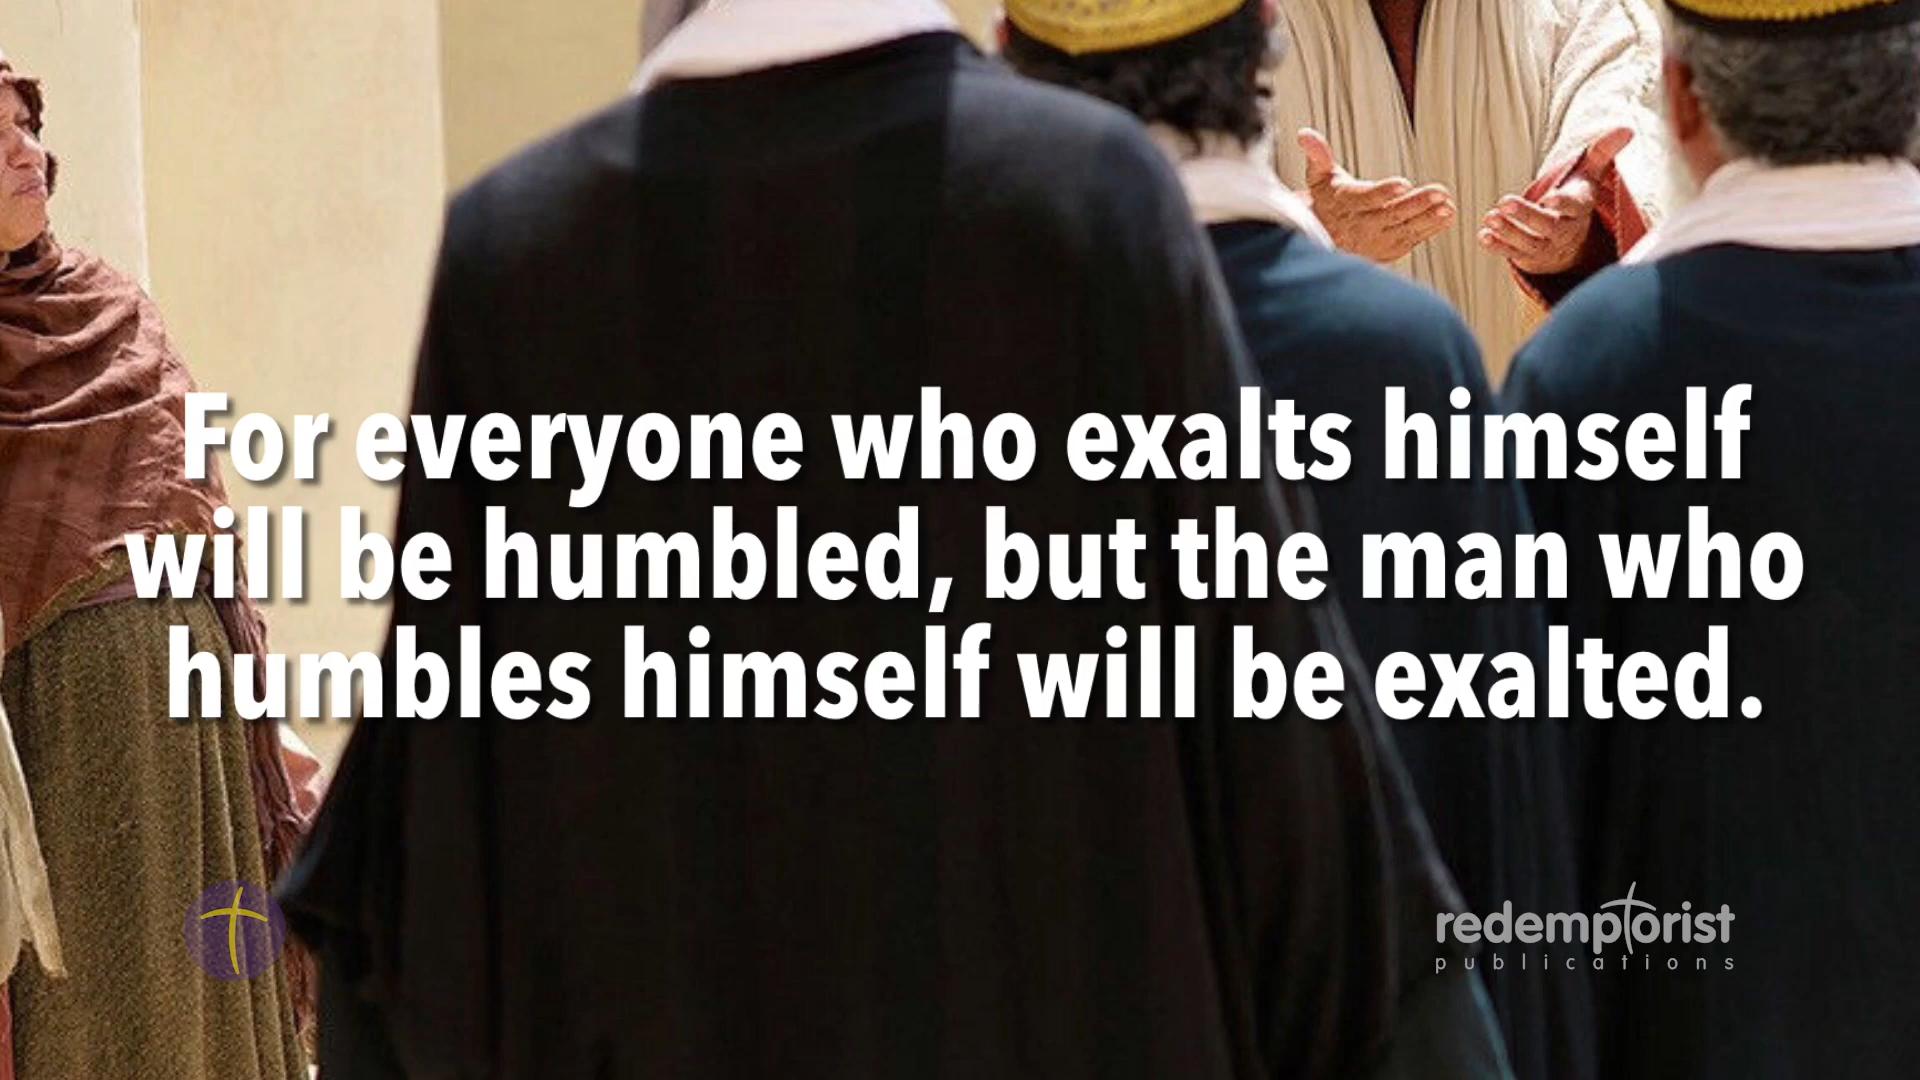 For everyone who exalts himself
will be humbled, but the man who
humbles himself will be exalted.
redemptorist
publications